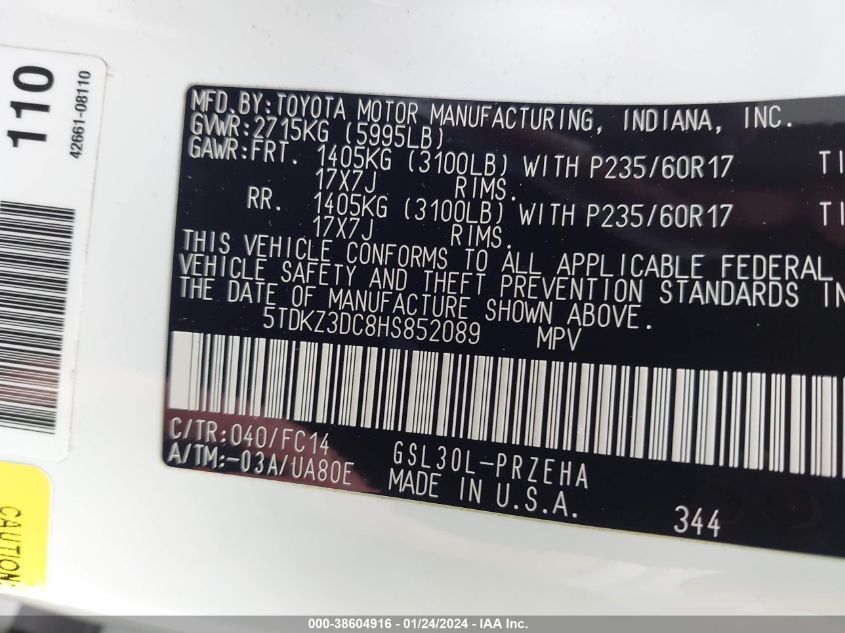 110
42661-08110
MFD. BY: TOYOTA MOTOR MANUFACTURING, INDIANA, INC.
GVWR: 2715KG (5995LB)
GAWR: FRT. 1405KG (3100LB) WITH P235/60R17 TI
17X7J RIMS.
RR. 1405KG (3100LB) WITH P235/60R17 TI
17X7J RIMS.
THIS VEHICLE CONFORMS TO ALL APPLICABLE FEDERAL
VEHICLE SAFETY AND THEFT PREVENTION STANDARDS IN
THE DATE OF MANUFACTURE SHOWN ABOVE.
5TDKZ3DC8HS852089 MPV
C/TR: 040/FC14 GSL30L-PRZEHA
A/TM: -03A/UA80E MADE IN U.S.A.
344
CAUTION
000-38604916 - 01/24/2024 - IAA Inc.